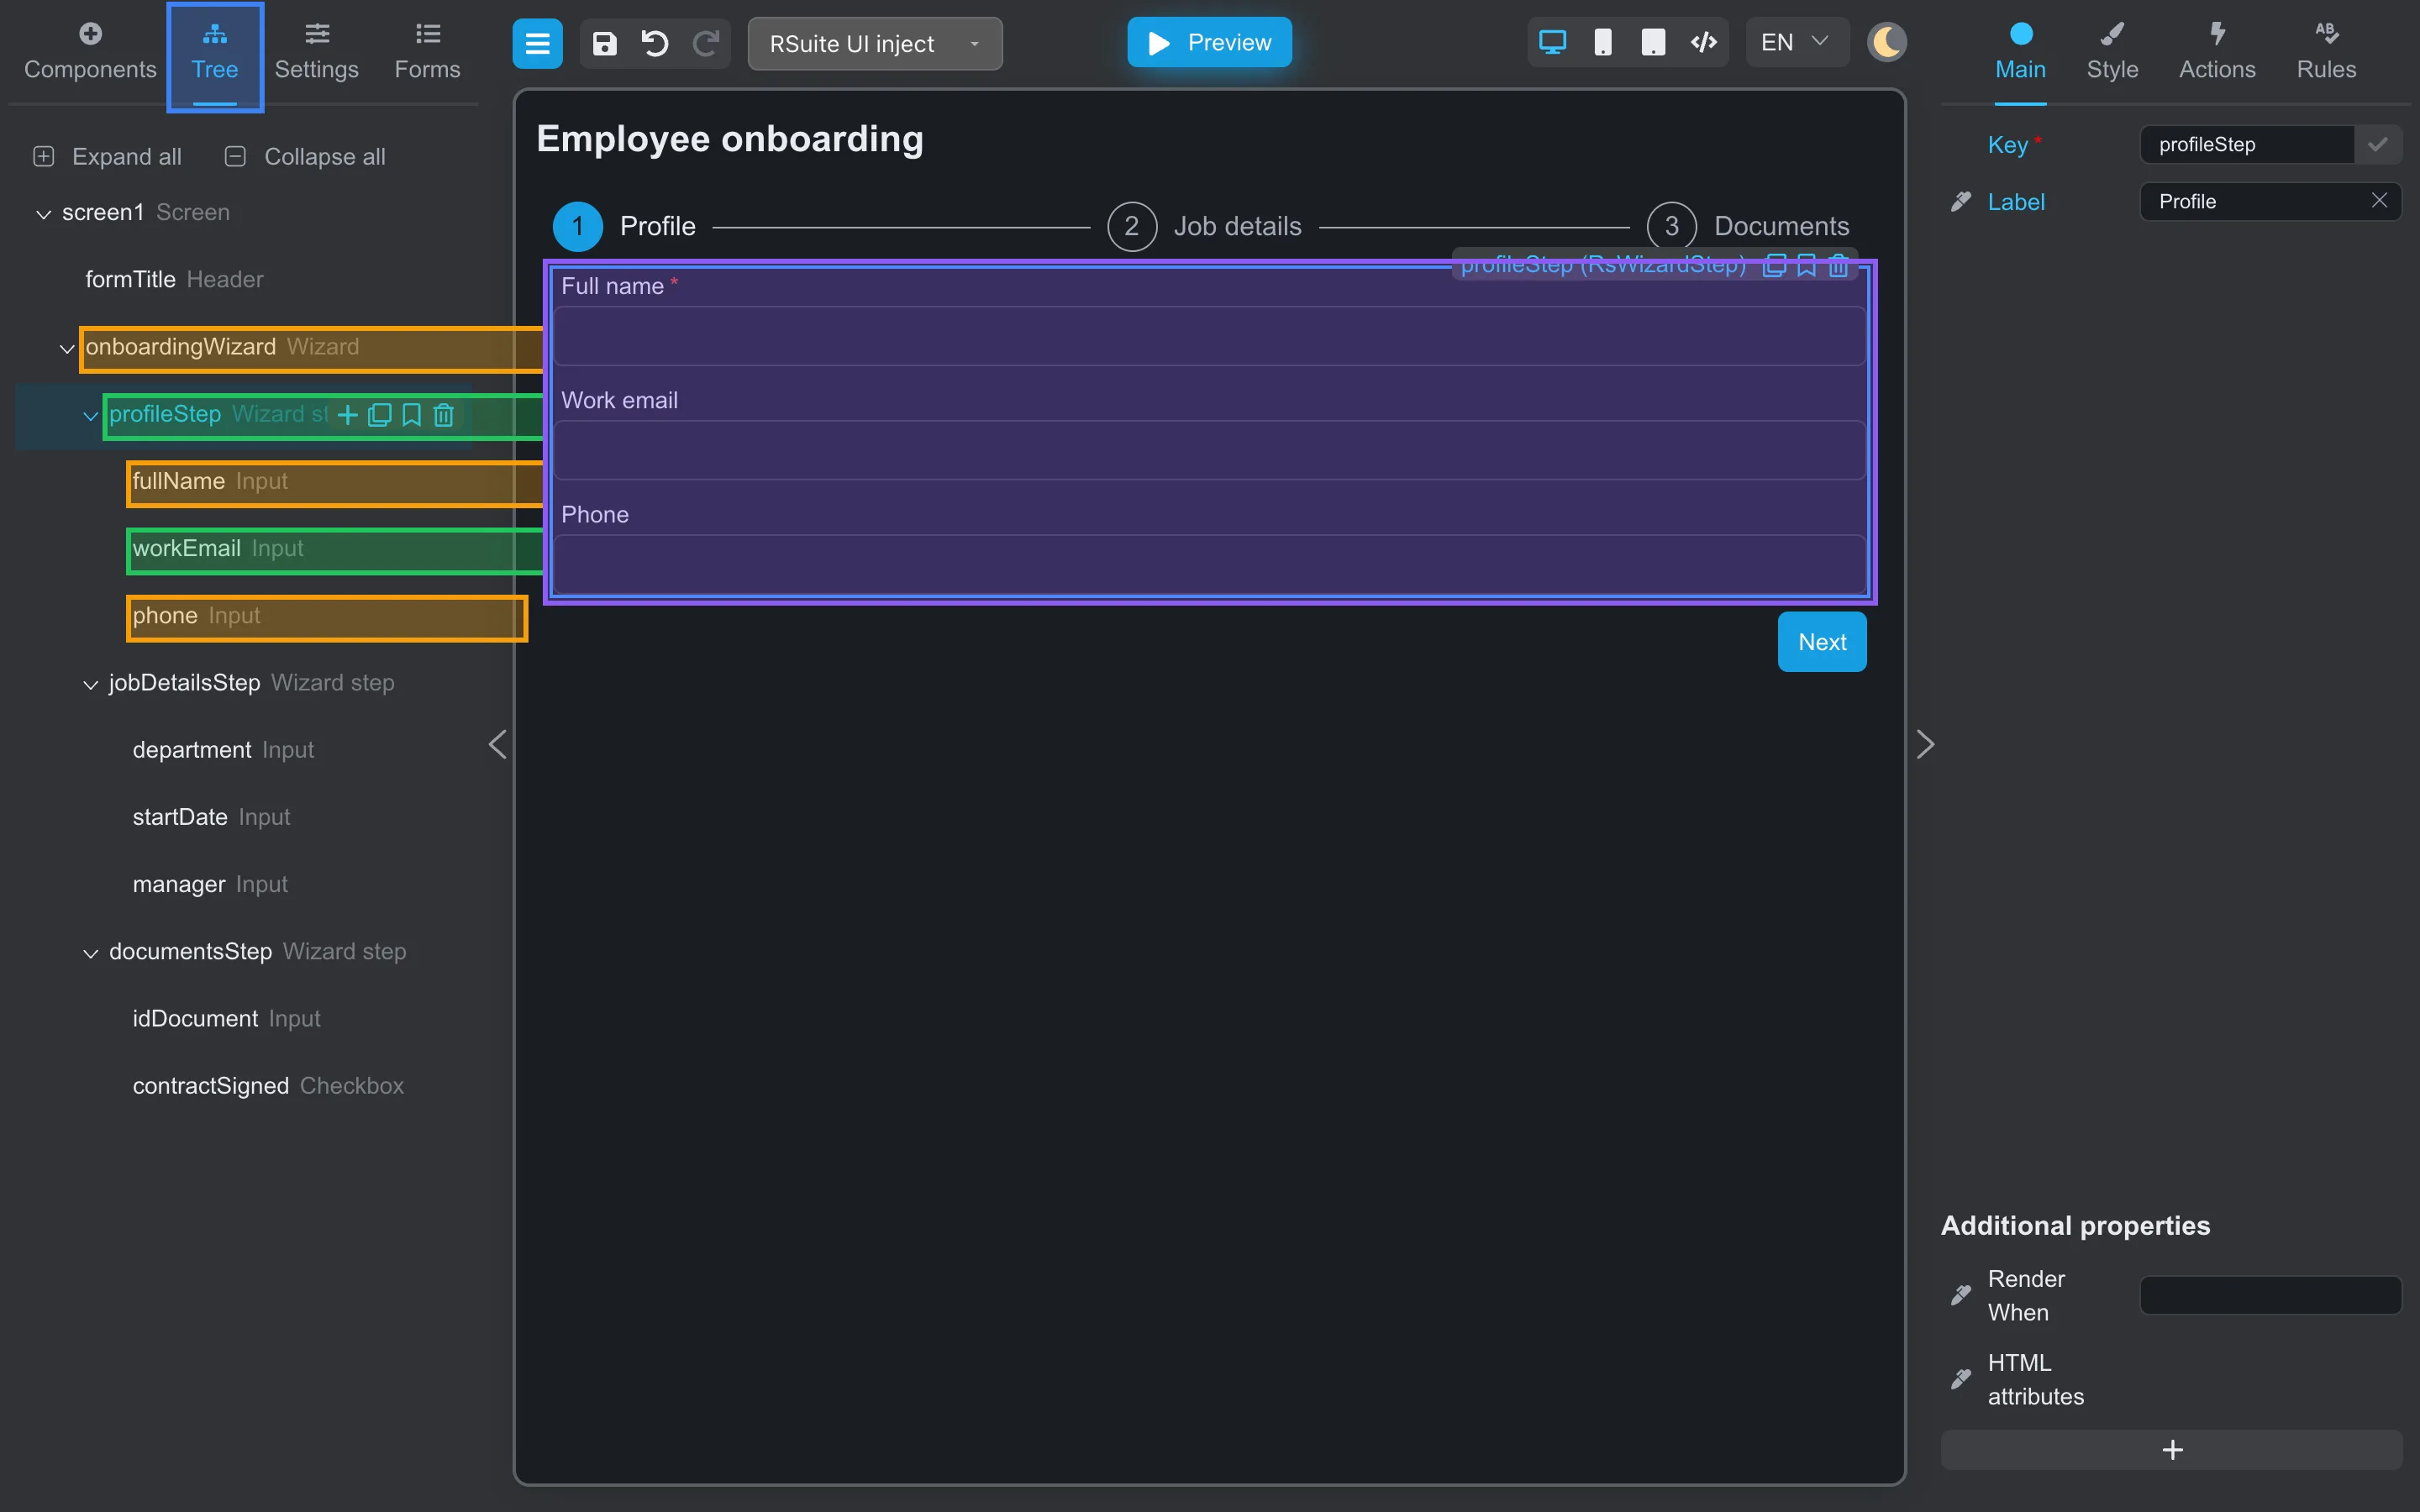 Components
Tree
Settings
Forms
RSuite UI inject
Preview
EN
Main
Style
Actions
Rules
Expand all
Collapse all
screen1 Screen
formTitle Header
onboardingWizard Wizard
profileStep Wizard st
fullName Input
workEmail Input
phone Input
jobDetailsStep Wizard step
department Input
startDate Input
manager Input
documentsStep Wizard step
idDocument Input
contractSigned Checkbox
Employee onboarding
1 Profile
2 Job details
3 Documents
profileStep (RsWizardStep)
Full name *
Work email
Phone
Next
Key * profileStep
Label Profile
Additional properties
Render
When
HTML
attributes